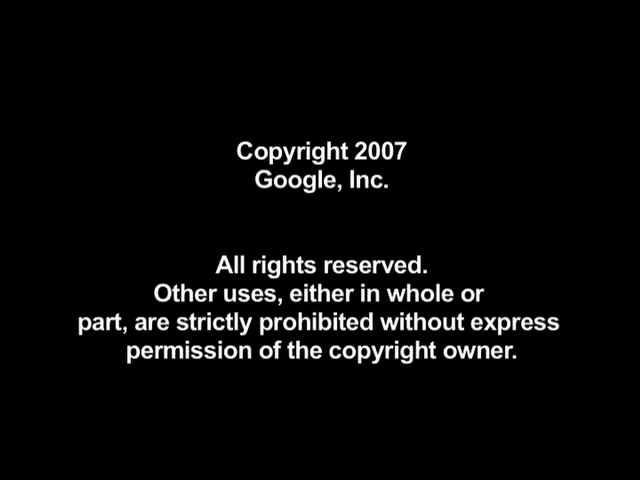 Copyright 2007
Google, Inc.
All rights reserved.
Other uses, either in whole or
part, are strictly prohibited without express
permission of the copyright owner.